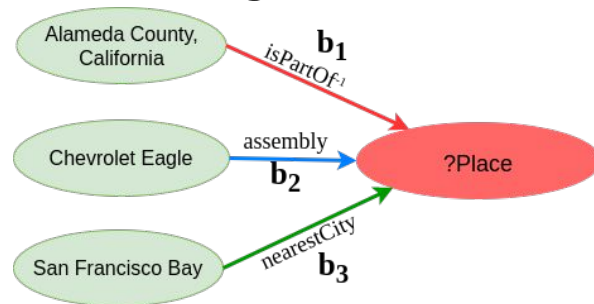 Alameda County,
California
b1
isPartOf-1
Chevrolet Eagle
assembly
b2
?Place
San Francisco Bay
nearestCity
b3